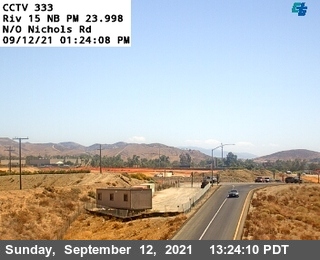 CCTV 333
Riv 15 NB PM 23.998
N/O Nichols Rd
09/12/21 01:24:08 PM
Sunday, September 12, 2021 13:24:10 PDT